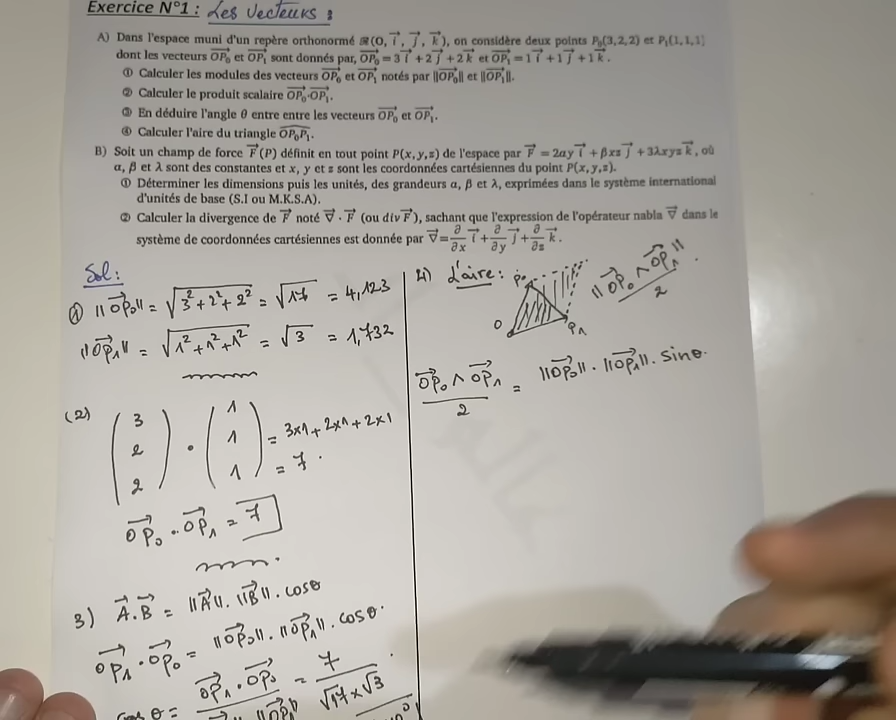 Exercice N°1 : Les vecteurs :
A) Dans l'espace muni d'un repère orthonormé ℛ(O, i⃗, j⃗, k⃗), on considère deux points P₀(3,2,2) et P₁(1,1,1)
dont les vecteurs OP₀⃗ et OP₁⃗ sont donnés par, OP₀⃗ = 3 i⃗ + 2 j⃗ + 2 k⃗ et OP₁⃗ = 1 i⃗ + 1 j⃗ + 1 k⃗.
① Calculer les modules des vecteurs OP₀⃗ et OP₁⃗ notés par ||OP₀⃗|| et ||OP₁⃗||.
② Calculer le produit scalaire OP₀⃗·OP₁⃗.
③ En déduire l'angle θ entre entre les vecteurs OP₀⃗ et OP₁⃗.
④ Calculer l'aire du triangle OP₀P₁.
B) Soit un champ de force F⃗(P) définit en tout point P(x,y,z) de l'espace par F⃗ = 2αy i⃗ + βxz j⃗ + 3λxyz k⃗, où
α, β et λ sont des constantes et x, y et z sont les coordonnées cartésiennes du point P(x,y,z).
① Déterminer les dimensions puis les unités, des grandeurs α, β et λ, exprimées dans le système international
d'unités de base (S.I ou M.K.S.A).
② Calculer la divergence de F⃗ noté ∇⃗ · F⃗ (ou div F⃗), sachant que l'expression de l'opérateur nabla ∇⃗ dans le
système de coordonnées cartésiennes est donnée par ∇⃗ = ∂/∂x i⃗ + ∂/∂y j⃗ + ∂/∂z k⃗.
Sol:
① ||OP₀⃗|| = √(3² + 2² + 2²) = √17 = 4,123
||OP₁⃗|| = √(1² + 1² + 1²) = √3 = 1,732
(2) (3 2 2) · (1 1 1) = 3x1 + 2x1 + 2x1
= 7.
OP₀⃗ · OP₁⃗ = 7
3) A⃗.B⃗ = ||A⃗||.||B⃗||. cosθ
OP₁⃗ · OP₀⃗ = ||OP₀⃗||.||OP₁⃗||. cosθ.
cos θ = OP₁⃗ · OP₀⃗ = 7 / √17 x √3
4) L'aire: P₀ O P₁ ||OP₀⃗ ∧ OP₁⃗|| / 2 .
OP₀⃗ ∧ OP₁⃗ / 2 = ||OP₀⃗|| . ||OP₁⃗|| . sinθ.